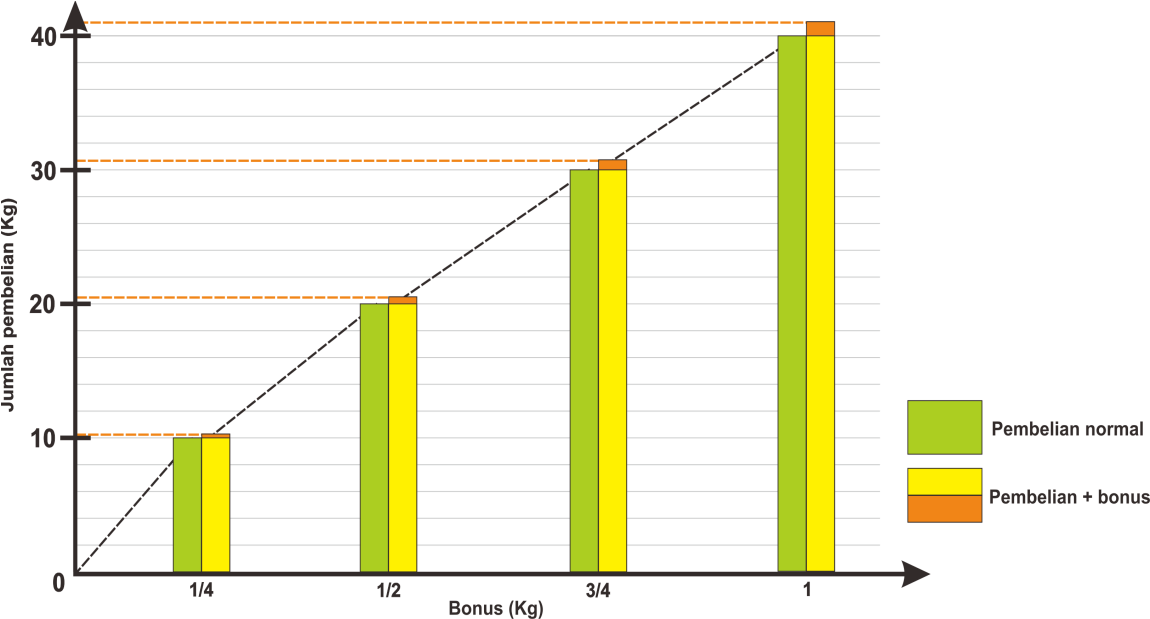 Jumlah pembelian (Kg)
40
30
20
10
0
1/4
1/2
3/4
1
Bonus (Kg)
Pembelian normal
Pembelian + bonus